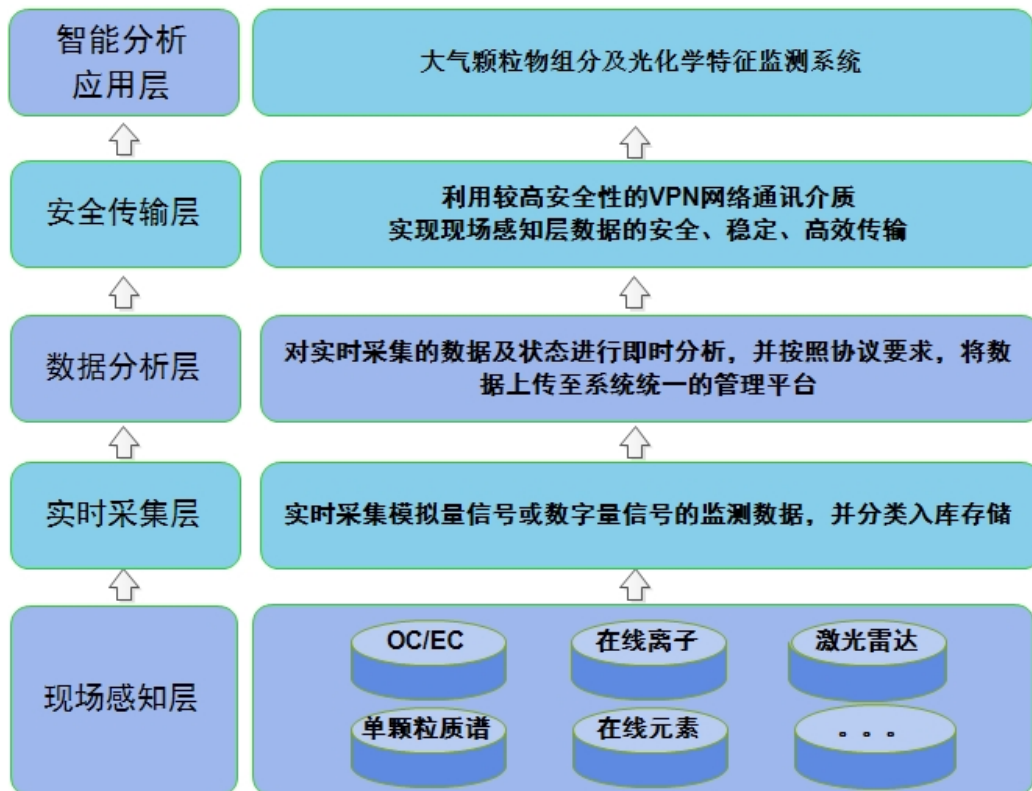 智能分析
应用层
大气颗粒物组分及光化学特征监测系统
安全传输层
利用较高安全性的VPN网络通讯介质
实现现场感知层数据的安全、稳定、高效传输
数据分析层
对实时采集的数据及状态进行即时分析，并按照协议要求，将数
据上传至系统统一的管理平台
实时采集层
实时采集模拟量信号或数字量信号的监测数据，并分类入库存储
现场感知层
OC/EC
在线离子
激光雷达
单颗粒质谱
在线元素
。。。